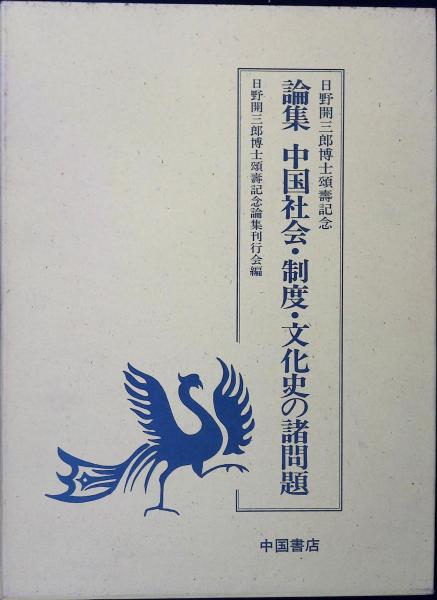 日野開三郎博士頌壽記念
論集 中国社会・制度・文化史の諸問題
日野開三郎博士頌壽記念論集刊行会編
中国書店